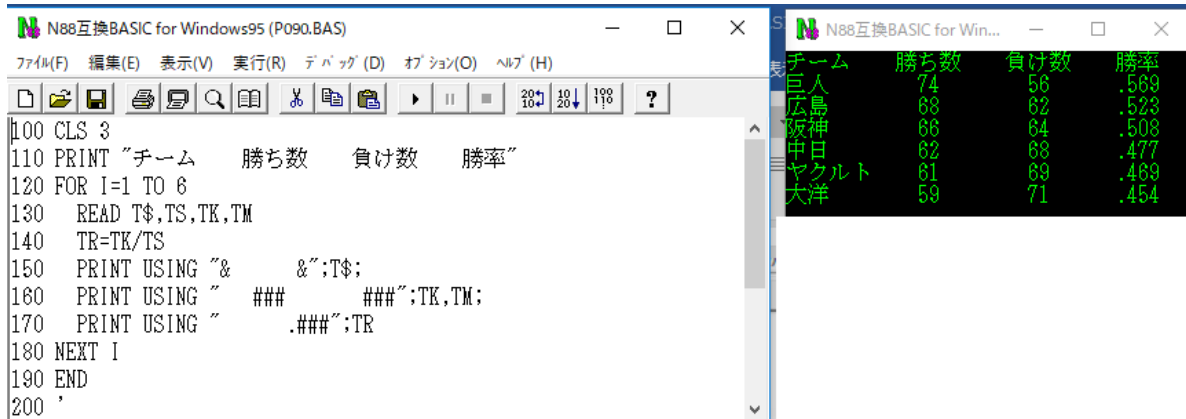 N88互換BASIC for Windows95 (P090.BAS)
ﾌｧｲﾙ(F) 編集(E) 表示(V) 実行(R) ﾃﾞﾊﾞｯｸﾞ(D) ｵﾌﾟｼｮﾝ(O) ﾍﾙﾌﾟ(H)
100 CLS 3
110 PRINT "チーム　　勝ち数　　負け数　　勝率"
120 FOR I=1 TO 6
130   READ T$,TS,TK,TM
140   TR=TK/TS
150   PRINT USING "&      &";T$;
160   PRINT USING "   ###       ###";TK,TM;
170   PRINT USING "       .###";TR
180 NEXT I
190 END
200 '
N88互換BASIC for Win...
チーム　　勝ち数　　負け数　　勝率
巨人 74 56 .569
広島 68 62 .523
阪神 66 64 .508
中日 62 68 .477
ヤクルト 61 69 .469
大洋 59 71 .454